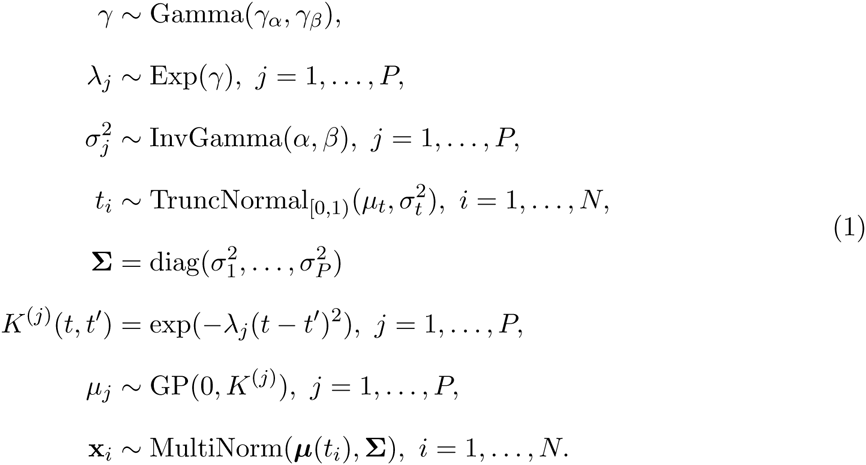 γ ∼ Gamma(γ_α, γ_β),
λ_j ∼ Exp(γ), j = 1, . . . , P,
σ_j^2 ∼ InvGamma(α, β), j = 1, . . . , P,
t_i ∼ TruncNormal_[0,1)(μ_t, σ_t^2), i = 1, . . . , N,
(1)
Σ = diag(σ_1^2, . . . , σ_P^2)
K^(j)(t, t′) = exp(−λ_j(t − t′)^2), j = 1, . . . , P,
μ_j ∼ GP(0, K^(j)), j = 1, . . . , P,
x_i ∼ MultiNorm(μ(t_i), Σ), i = 1, . . . , N.